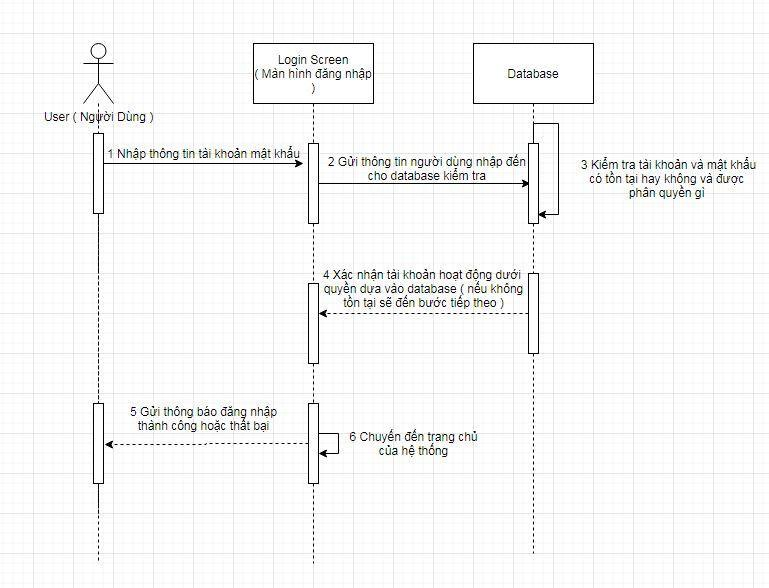 Login Screen
( Màn hình đăng nhập
)
Database
User ( Người Dùng )
1 Nhập thông tin tài khoản mật khẩu
2 Gửi thông tin người dùng nhập đến
cho database kiểm tra
3 Kiểm tra tài khoản và mật khẩu
có tồn tại hay không và được
phân quyền gì
4 Xác nhận tài khoản hoạt động dưới
quyền dựa vào database ( nếu không
tồn tại sẽ đến bước tiếp theo )
5 Gửi thông báo đăng nhập
thành công hoặc thất bại
6 Chuyển đến trang chủ
của hệ thống